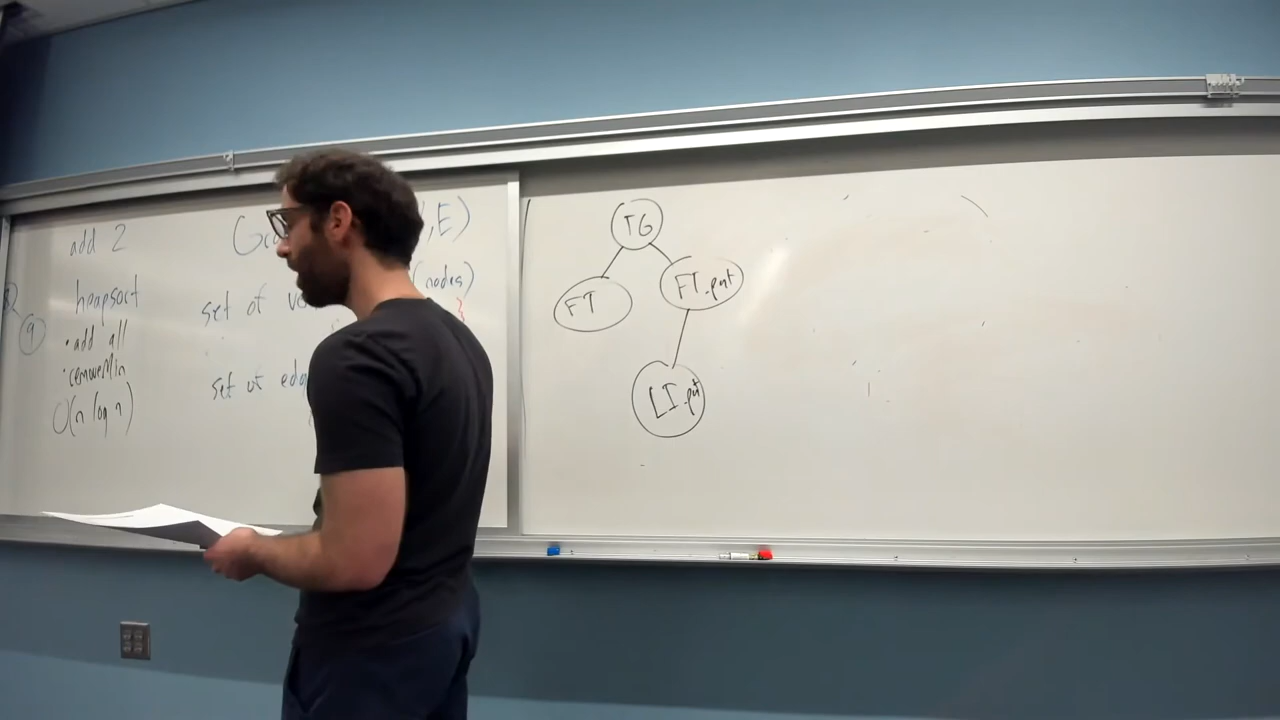 add 2
heapsort
9
• add all
• removeMin
O(n log n)
,E)
set of
(nodes)
}
set of
TG
FT
FT.put
LI.put